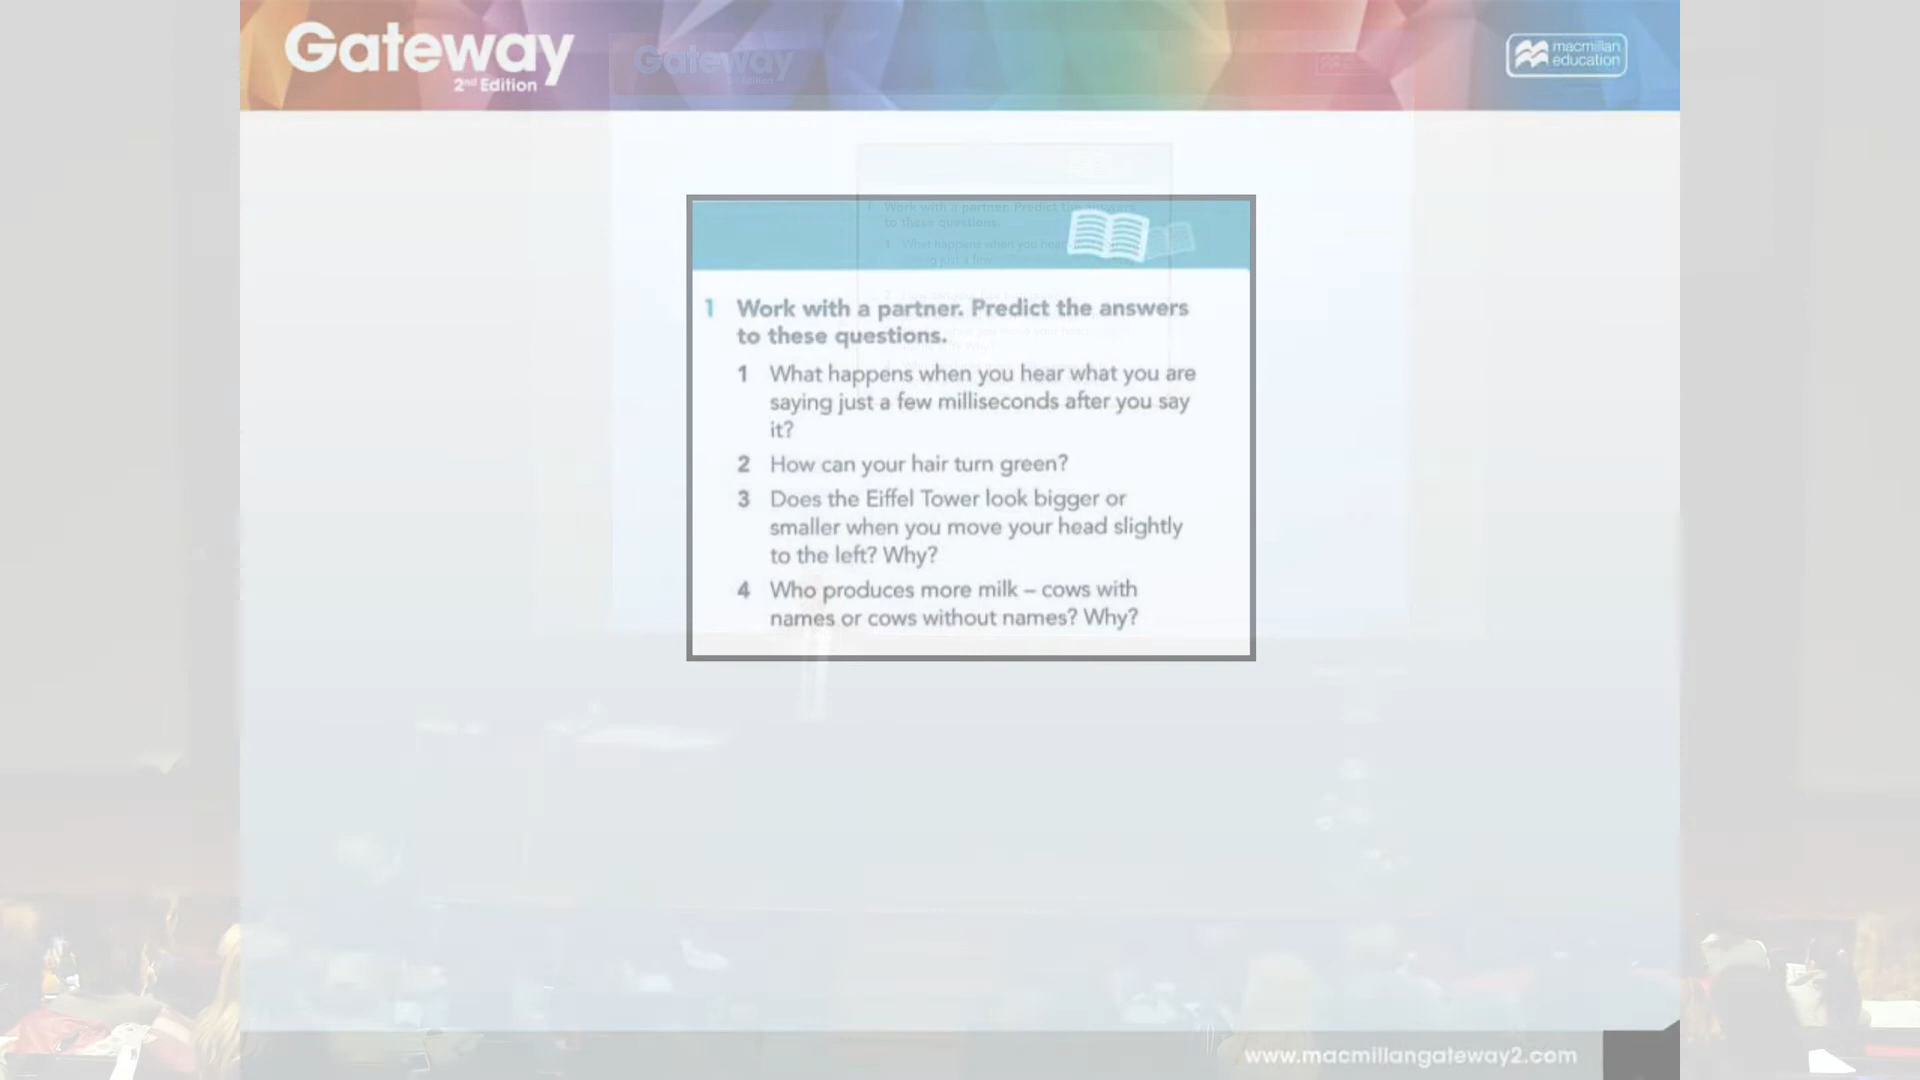 Gateway
2nd Edition
macmillan
education
1 Work with a partner. Predict the answers
to these questions.
1 What happens when you hear what you are
saying just a few milliseconds after you say
it?
2 How can your hair turn green?
3 Does the Eiffel Tower look bigger or
smaller when you move your head slightly
to the left? Why?
4 Who produces more milk – cows with
names or cows without names? Why?
www.macmillangateway2.com